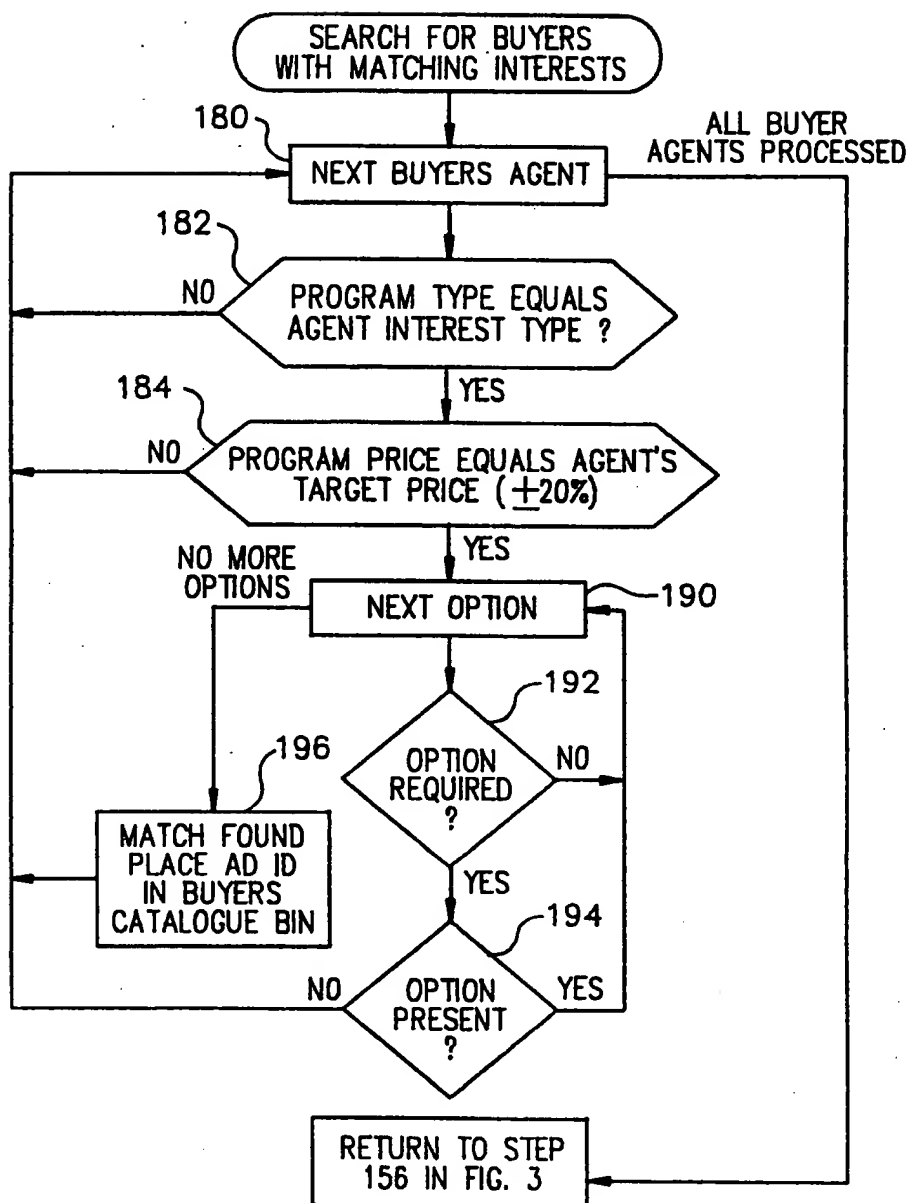 SEARCH FOR BUYERS
WITH MATCHING INTERESTS
180
ALL BUYER
AGENTS PROCESSED
NEXT BUYERS AGENT
182
NO
PROGRAM TYPE EQUALS
AGENT INTEREST TYPE ?
YES
184
NO
PROGRAM PRICE EQUALS AGENT'S
TARGET PRICE (±20%)
YES
NO MORE
OPTIONS
NEXT OPTION
190
192
OPTION
REQUIRED
?
NO
196
MATCH FOUND
PLACE AD ID
IN BUYERS
CATALOGUE BIN
YES
194
NO
OPTION
PRESENT
?
YES
RETURN TO STEP
156 IN FIG. 3